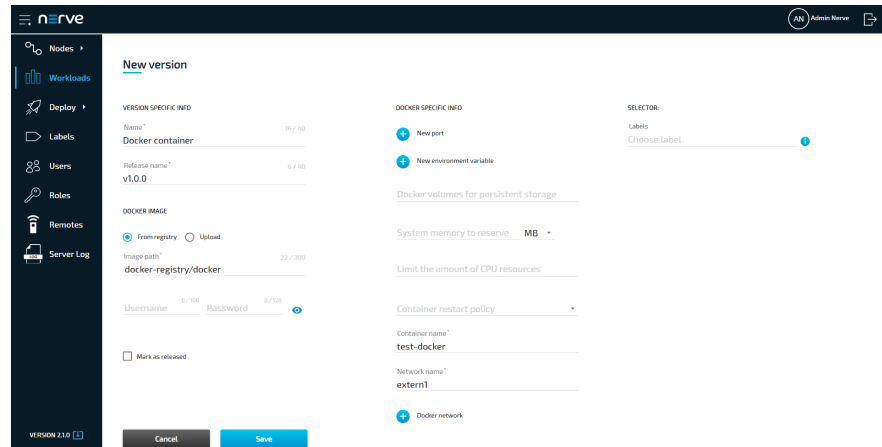 nerve
AN Admin Nerve
Nodes
Workloads
Deploy
Labels
Users
Roles
Remotes
LOG Server Log
VERSION 2.1.0
New version
VERSION SPECIFIC INFO
Name* 16 / 40
Docker container
Release name* 6 / 40
v1.0.0
DOCKER IMAGE
From registry Upload
Image path* 22 / 300
docker-registry/docker
0 / 100 0 / 128
Username Password
Mark as released
Cancel Save
DOCKER SPECIFIC INFO
New port
New environment variable
Docker volumes for persistent storage
System memory to reserve MB
Limit the amount of CPU resources
Container restart policy
Container name*
test-docker
Network name*
extern1
Docker network
SELECTOR:
Labels
Choose label